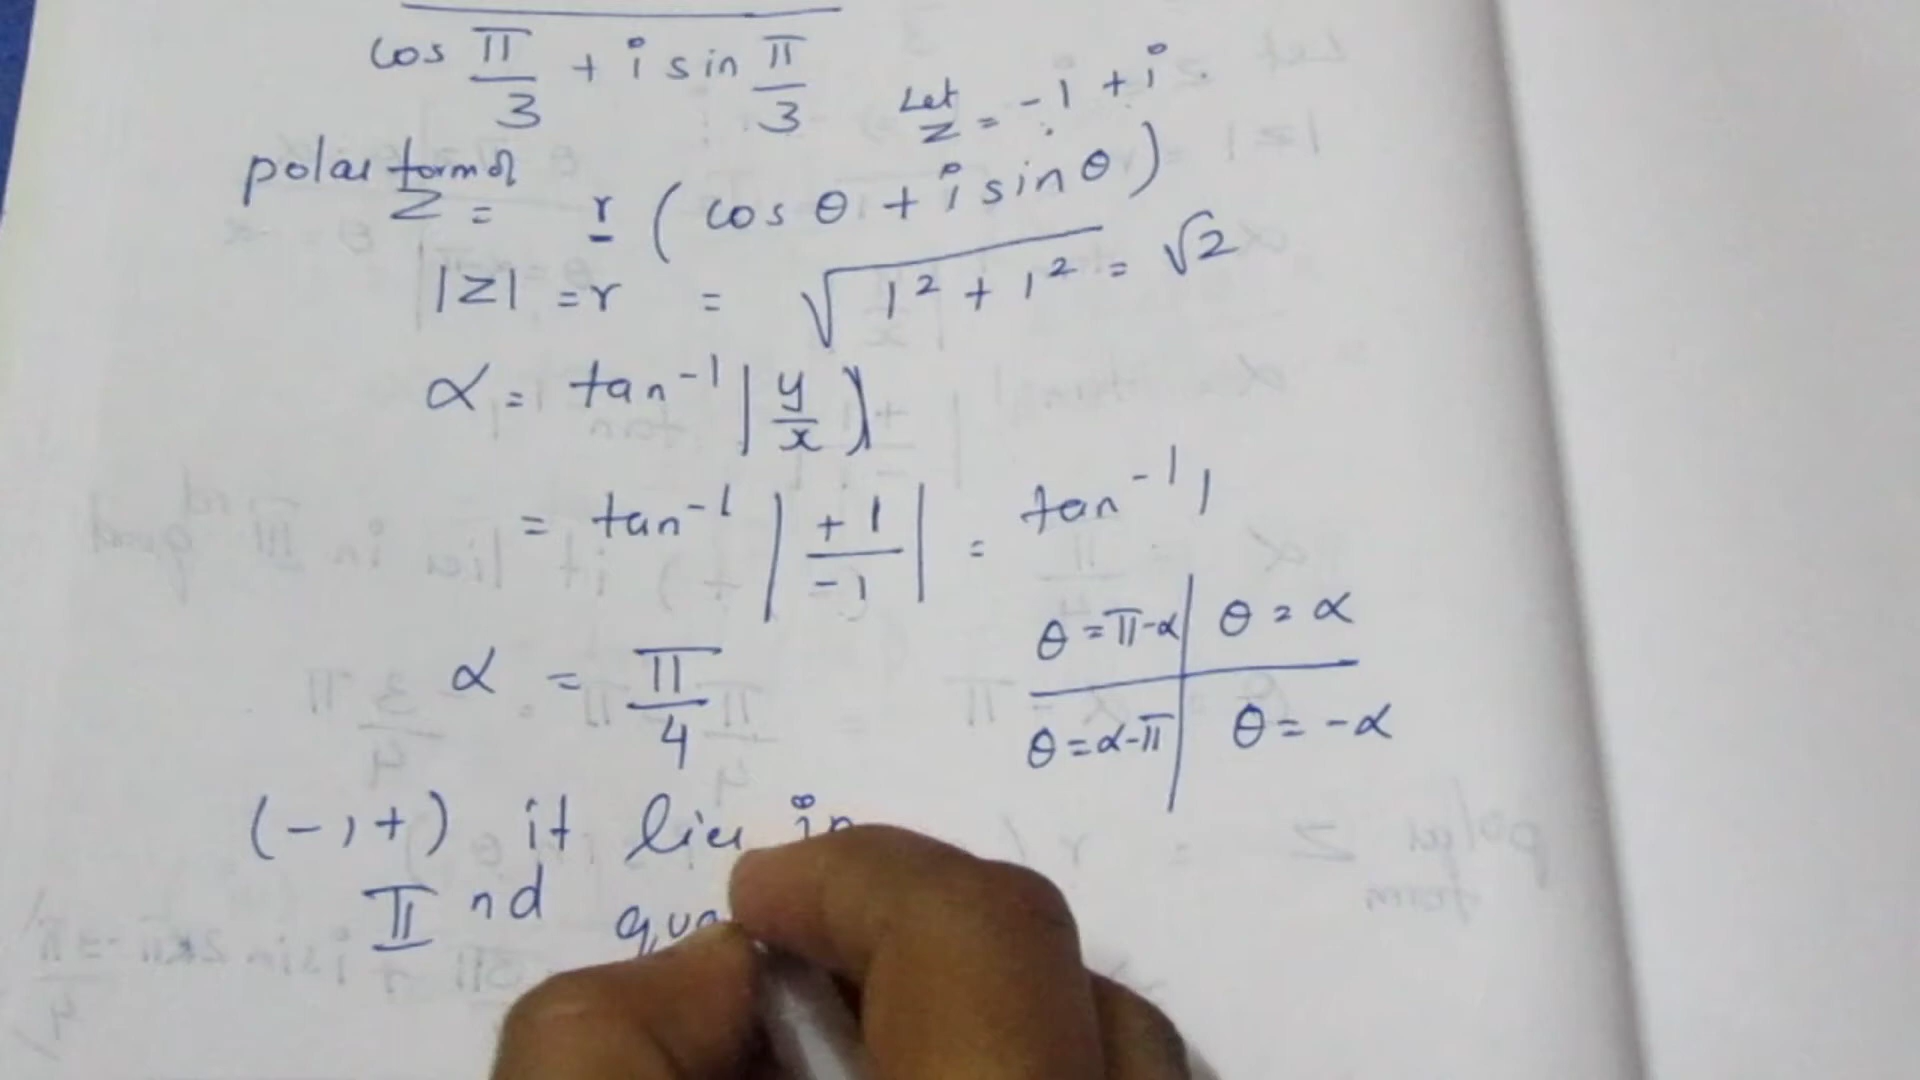 cos π/3 + i sin π/3
Let z = -1 + i
polar form of
z = r (cos θ + i sin θ)
|z| = r = √(1² + 1²) = √2
α = tan⁻¹ |y/x|
= tan⁻¹ |+1/-1| = tan⁻¹ 1
θ = π-α θ = α
α = π/4
θ = α-π θ = -α
(-,+) it lies in
II nd